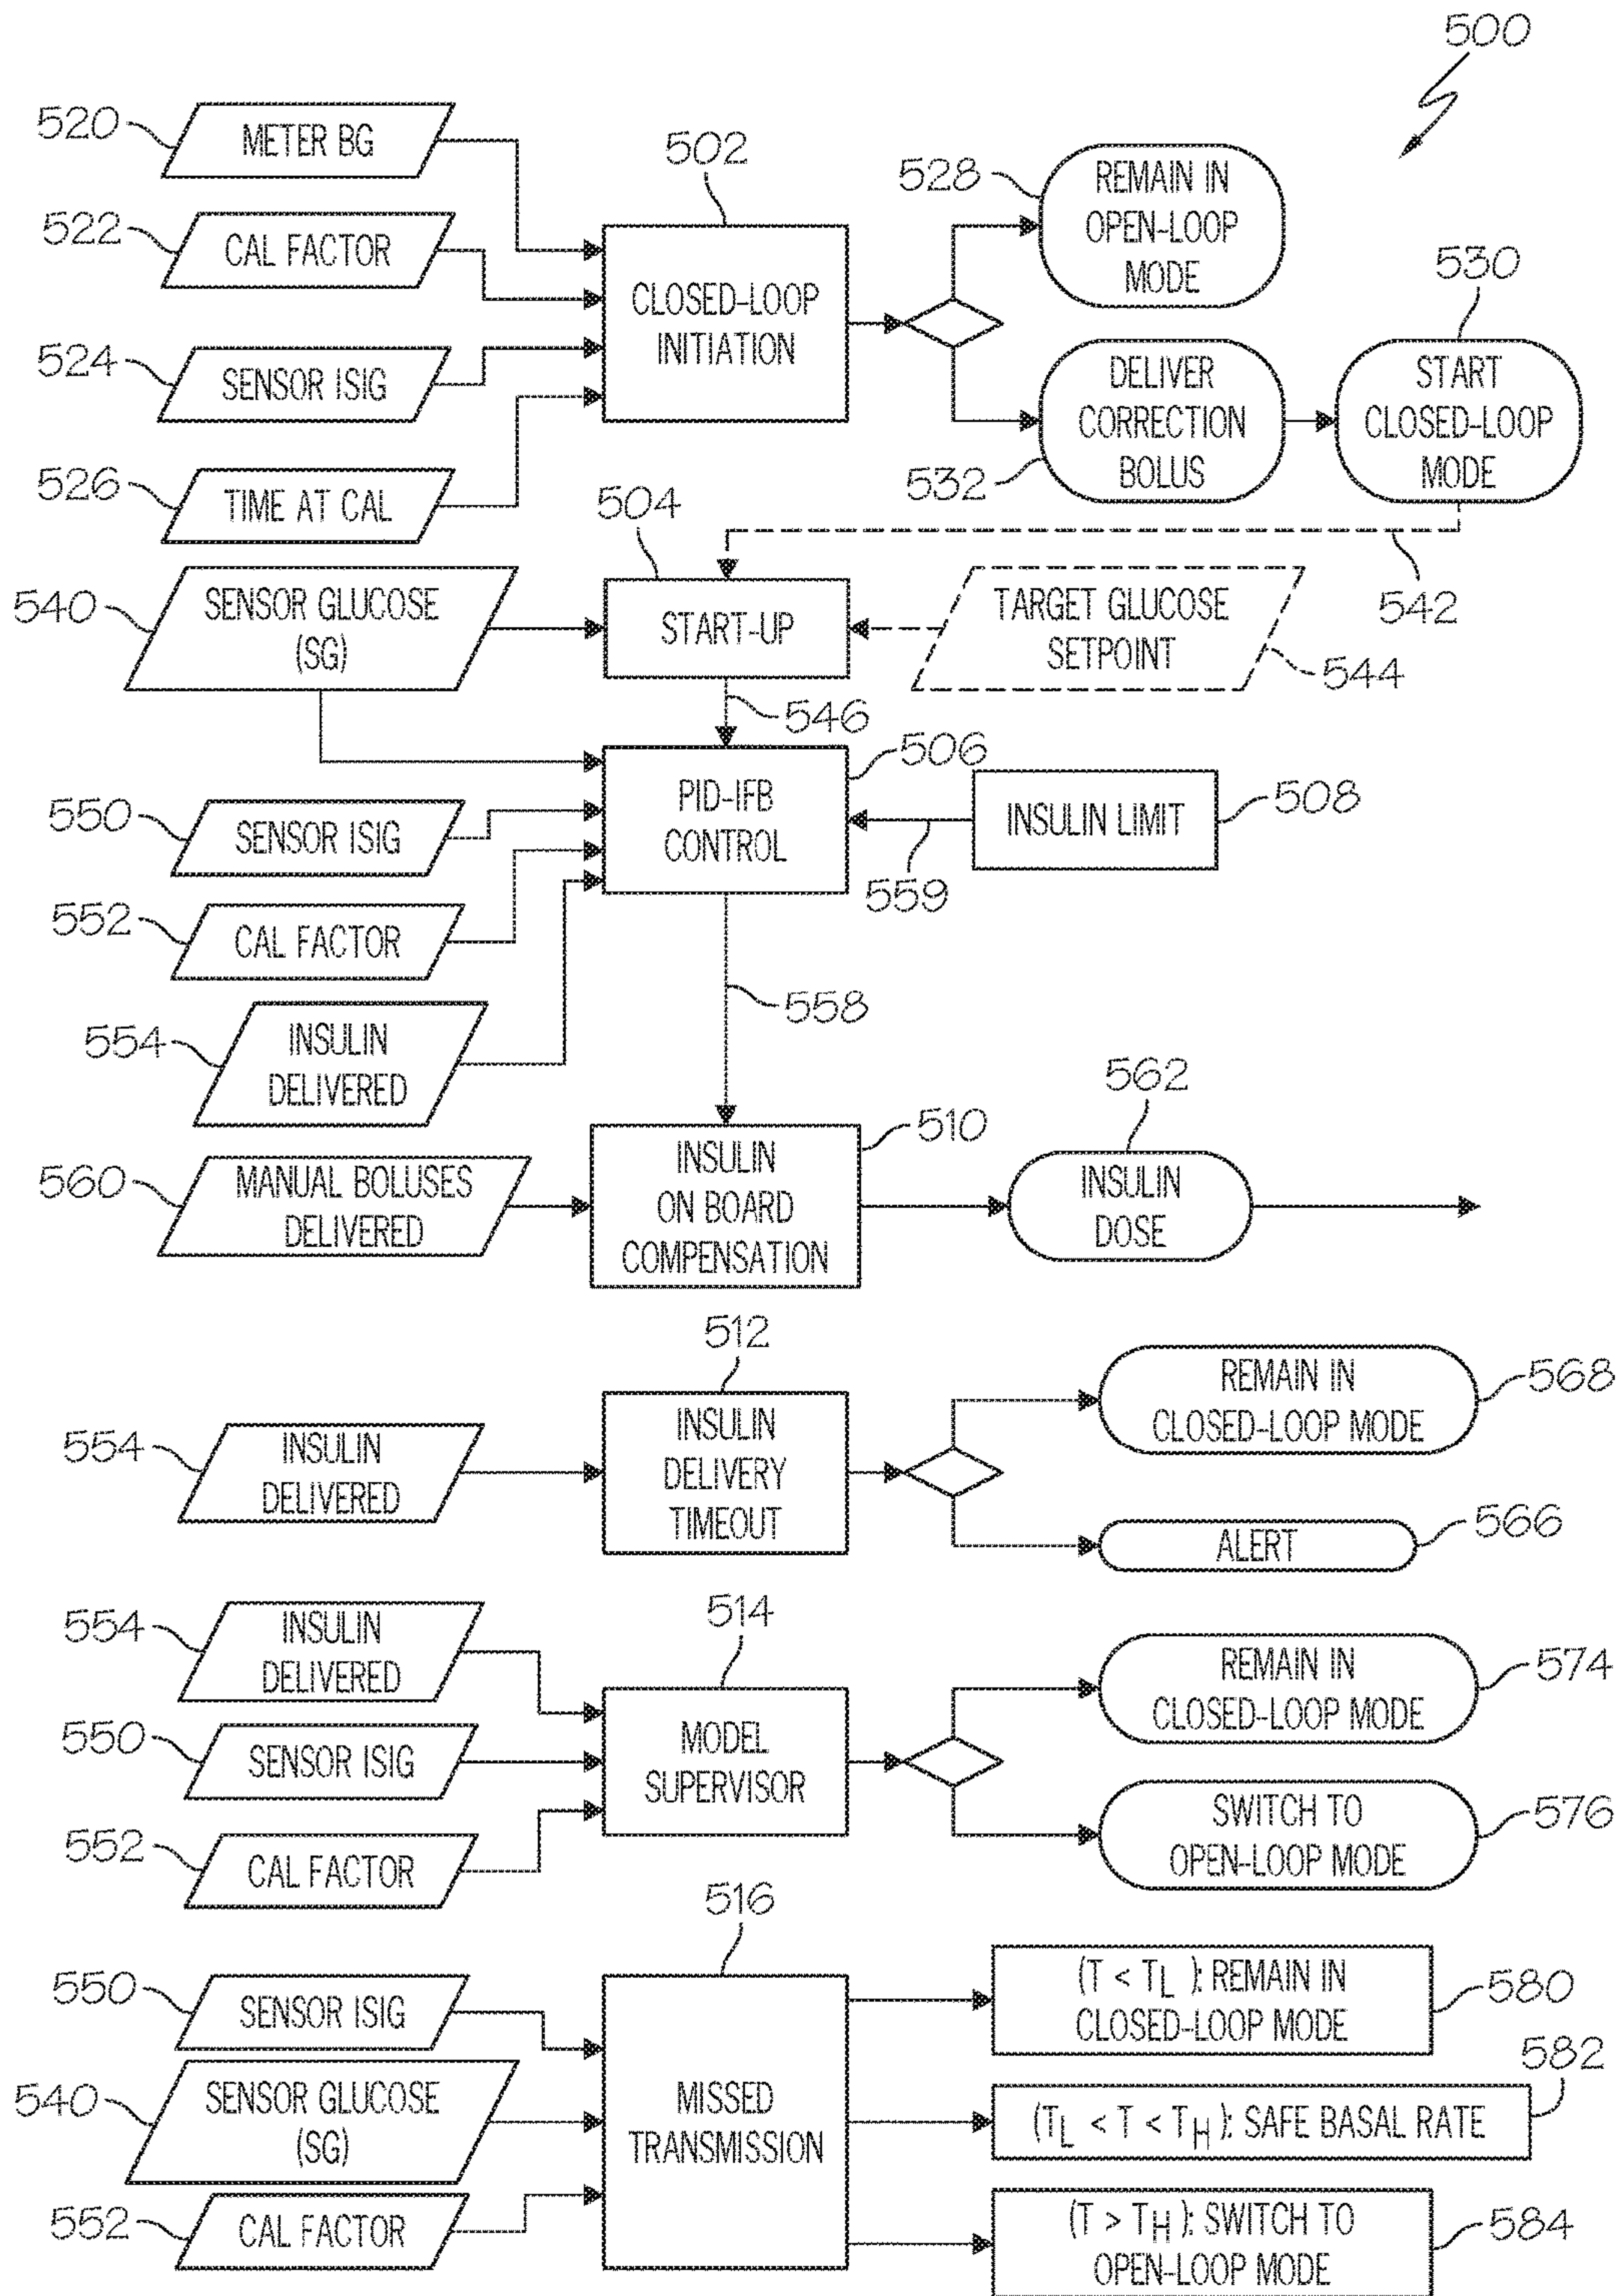 500
520
METER BG
502
528
REMAIN IN
OPEN-LOOP
MODE
522
CAL FACTOR
CLOSED-LOOP
INITIATION
530
524
SENSOR ISIG
DELIVER
CORRECTION
BOLUS
START
CLOSED-LOOP
MODE
532
526
TIME AT CAL
504
542
540
SENSOR GLUCOSE
(SG)
START-UP
TARGET GLUCOSE
SETPOINT
544
546
506
PID-IFB
CONTROL
INSULIN LIMIT
508
559
550
SENSOR ISIG
552
CAL FACTOR
558
554
INSULIN
DELIVERED
562
510
560
MANUAL BOLUSES
DELIVERED
INSULIN
ON BOARD
COMPENSATION
INSULIN
DOSE
512
554
INSULIN
DELIVERED
INSULIN
DELIVERY
TIMEOUT
REMAIN IN
CLOSED-LOOP MODE
568
ALERT
566
514
554
INSULIN
DELIVERED
REMAIN IN
CLOSED-LOOP MODE
574
550
SENSOR ISIG
MODEL
SUPERVISOR
552
CAL FACTOR
SWITCH TO
OPEN-LOOP MODE
576
516
550
SENSOR ISIG
(T < TL ): REMAIN IN
CLOSED-LOOP MODE
580
582
540
SENSOR GLUCOSE
(SG)
MISSED
TRANSMISSION
(TL < T < TH ): SAFE BASAL RATE
552
CAL FACTOR
(T > TH ): SWITCH TO
OPEN-LOOP MODE
584